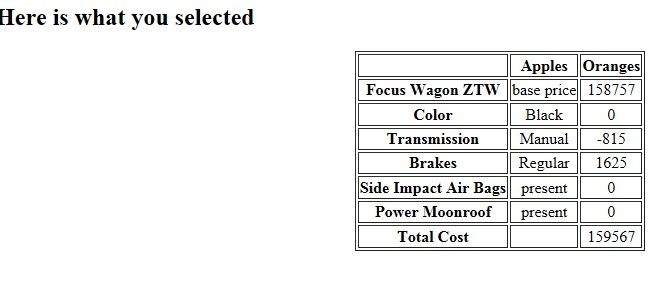 Here is what you selected
Apples Oranges
Focus Wagon ZTW base price 158757
Color Black 0
Transmission Manual -815
Brakes Regular 1625
Side Impact Air Bags present 0
Power Moonroof present 0
Total Cost 159567